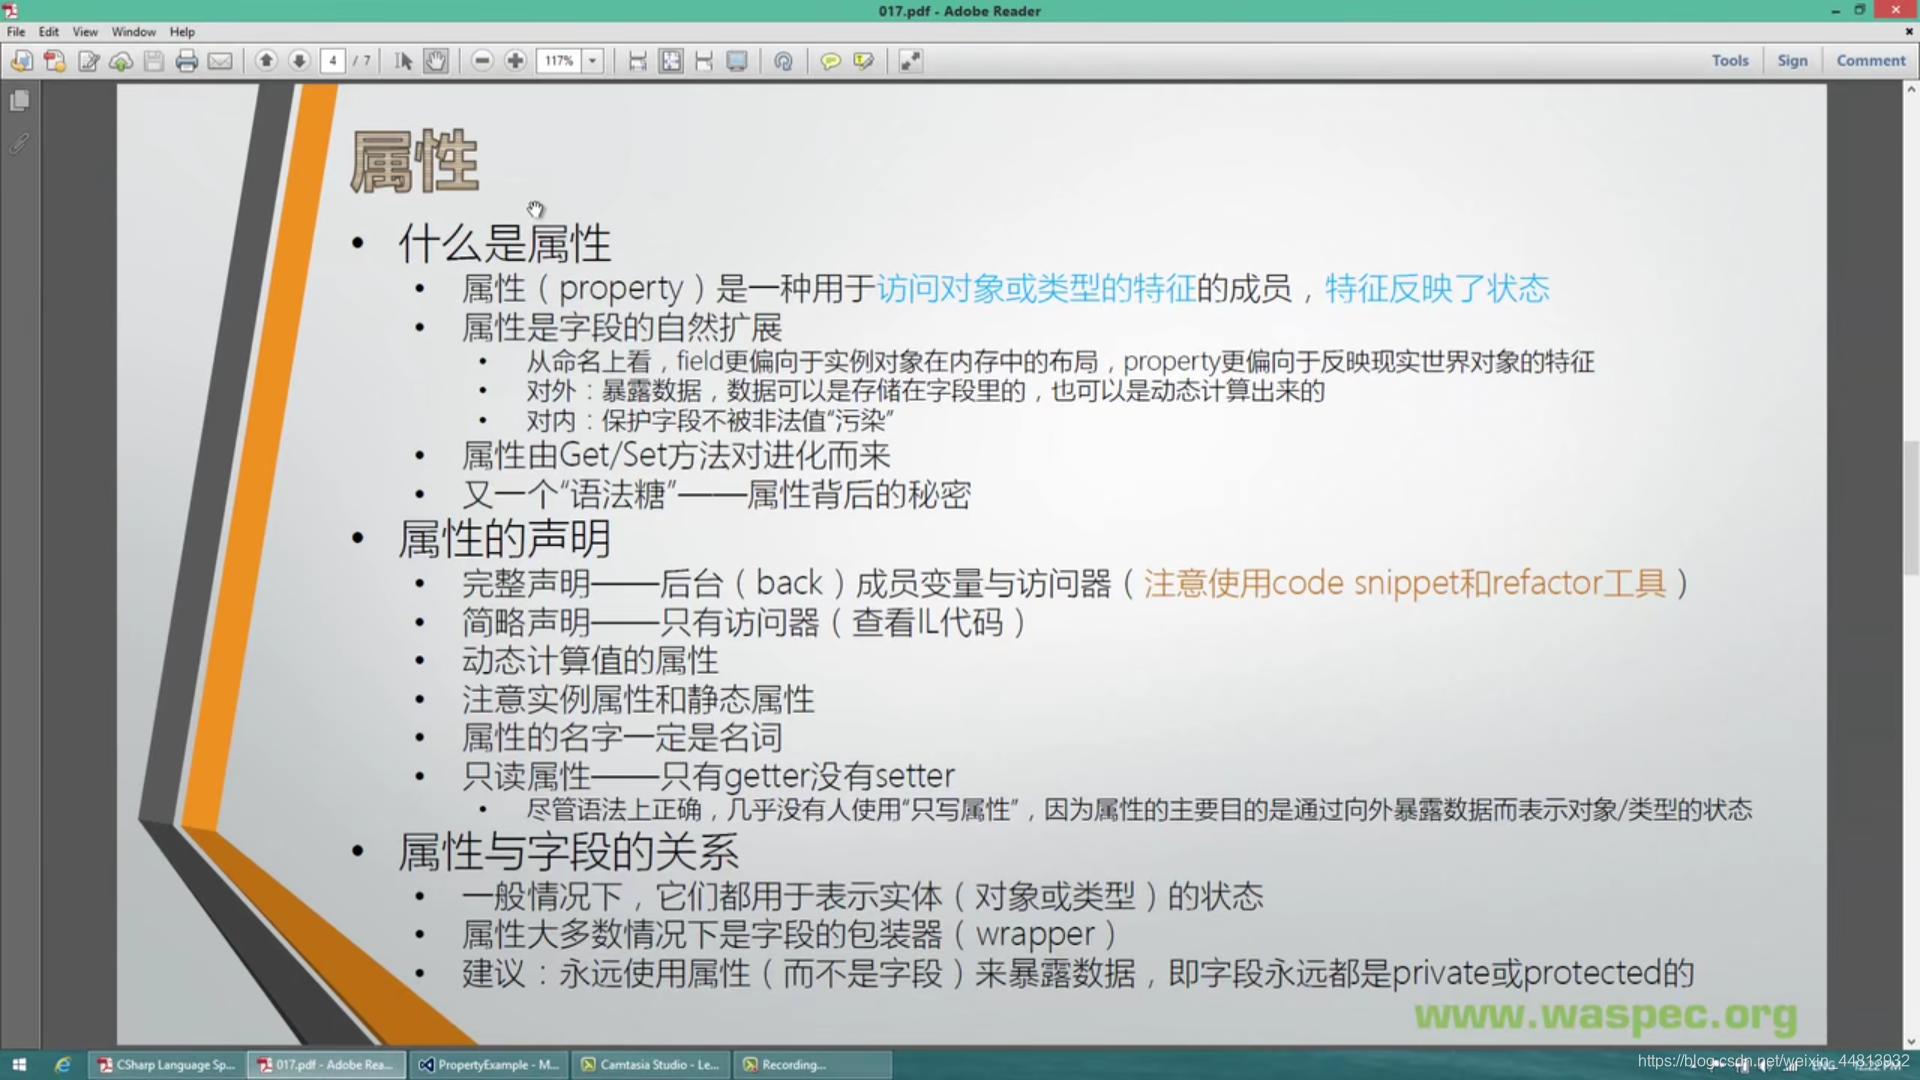 017.pdf - Adobe Reader
File Edit View Window Help
4 / 7 117% Tools Sign Comment
属性
• 什么是属性
• 属性（property）是一种用于访问对象或类型的特征的成员，特征反映了状态
• 属性是字段的自然扩展
• 从命名上看，field更偏向于实例对象在内存中的布局，property更偏向于反映现实世界对象的特征
• 对外：暴露数据，数据可以是存储在字段里的，也可以是动态计算出来的
• 对内：保护字段不被非法值“污染”
• 属性由Get/Set方法对进化而来
• 又一个“语法糖”——属性背后的秘密
• 属性的声明
• 完整声明——后台（back）成员变量与访问器（注意使用code snippet和refactor工具）
• 简略声明——只有访问器（查看IL代码）
• 动态计算值的属性
• 注意实例属性和静态属性
• 属性的名字一定是名词
• 只读属性——只有getter没有setter
• 尽管语法上正确，几乎没有人使用“只写属性”，因为属性的主要目的是通过向外暴露数据而表示对象/类型的状态
• 属性与字段的关系
• 一般情况下，它们都用于表示实体（对象或类型）的状态
• 属性大多数情况下是字段的包装器（wrapper）
• 建议：永远使用属性（而不是字段）来暴露数据，即字段永远都是private或protected的
www.waspec.org
CSharp Language Sp... 017.pdf - Adobe Rea... PropertyExample - M... Camtasia Studio - Le... Recording...
https://blog.csdn.net/weixin_44813932